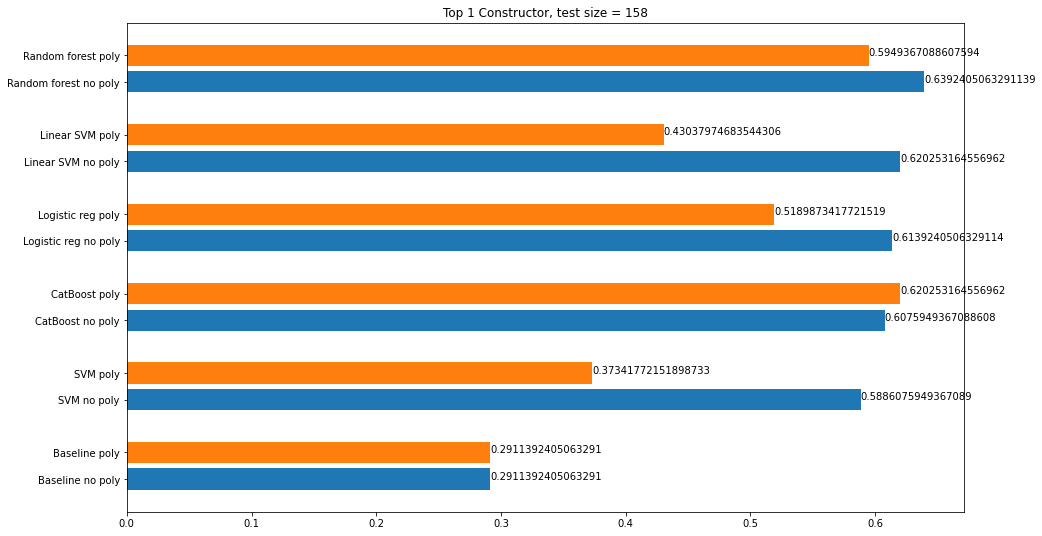 Top 1 Constructor, test size = 158
Random forest poly
0.5949367088607594
Random forest no poly
0.6392405063291139
Linear SVM poly
0.43037974683544306
Linear SVM no poly
0.620253164556962
Logistic reg poly
0.5189873417721519
Logistic reg no poly
0.6139240506329114
CatBoost poly
0.620253164556962
CatBoost no poly
0.6075949367088608
SVM poly
0.37341772151898733
SVM no poly
0.5886075949367089
Baseline poly
0.2911392405063291
Baseline no poly
0.2911392405063291
0.0
0.1
0.2
0.3
0.4
0.5
0.6